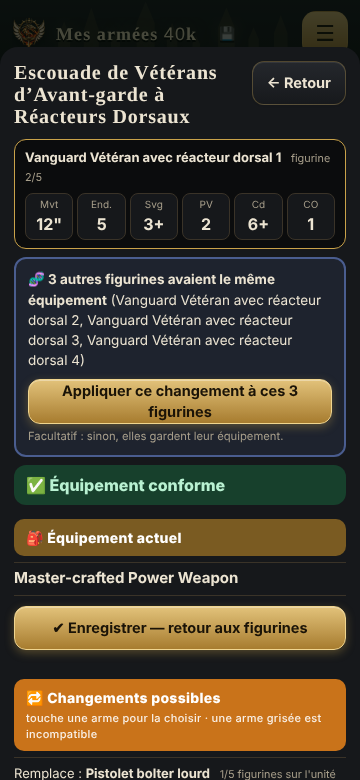 Mes armées 40k 💾 ☰
Escouade de Vétérans
d’Avant-garde à
Réacteurs Dorsaux
← Retour
Vanguard Vétéran avec réacteur dorsal 1 figurine
2/5
Mvt End. Svg PV Cd CO
12" 5 3+ 2 6+ 1
🧬 3 autres figurines avaient le même
équipement (Vanguard Vétéran avec réacteur
dorsal 2, Vanguard Vétéran avec réacteur
dorsal 3, Vanguard Vétéran avec réacteur
dorsal 4)
Appliquer ce changement à ces 3
figurines
Facultatif : sinon, elles gardent leur équipement.
✅ Équipement conforme
🎒 Équipement actuel
Master-crafted Power Weapon
✔ Enregistrer — retour aux figurines
🔁 Changements possibles
touche une arme pour la choisir · une arme grisée est
incompatible
Remplace : Pistolet bolter lourd 1/5 figurines sur l'unité